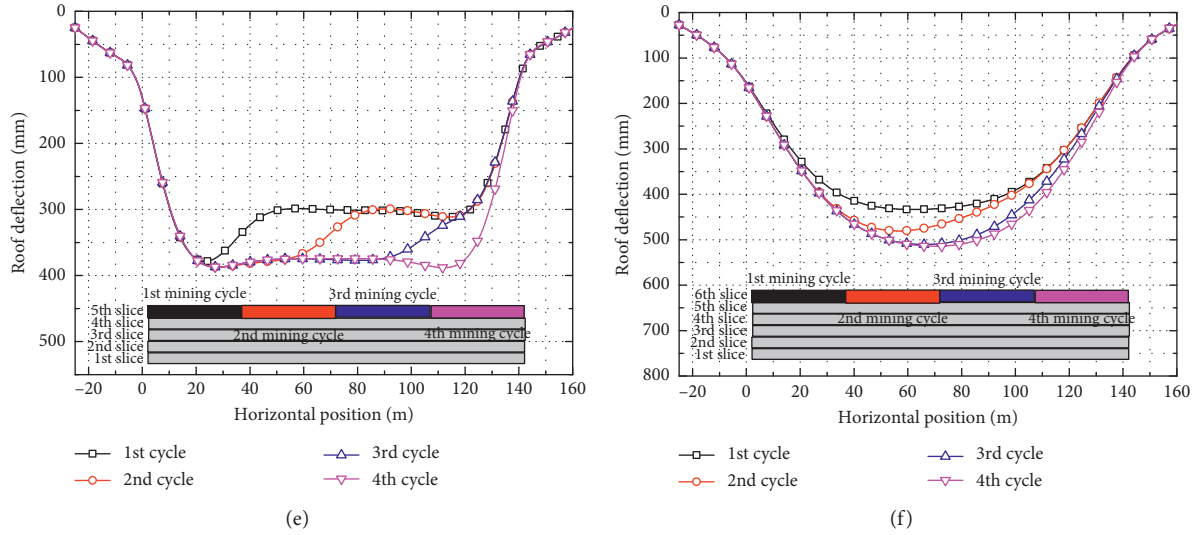 0
100
200
300
400
500
Roof deflection (mm)
1st mining cycle
3rd mining cycle
5th slice
4th slice
3rd slice
2nd mining cycle
4th mining cycle
2nd slice
1st slice
−20 0 20 40 60 80 100 120 140 160
Horizontal position (m)
1st cycle
2nd cycle
3rd cycle
4th cycle
(e)
0
100
200
300
400
500
600
700
800
Roof deflection (mm)
1st mining cycle
3rd mining cycle
6th slice
5th slice
4th slice
2nd mining cycle
4th mining cycle
3rd slice
2nd slice
1st slice
−20 0 20 40 60 80 100 120 140 160
Horizontal position (m)
1st cycle
2nd cycle
3rd cycle
4th cycle
(f)